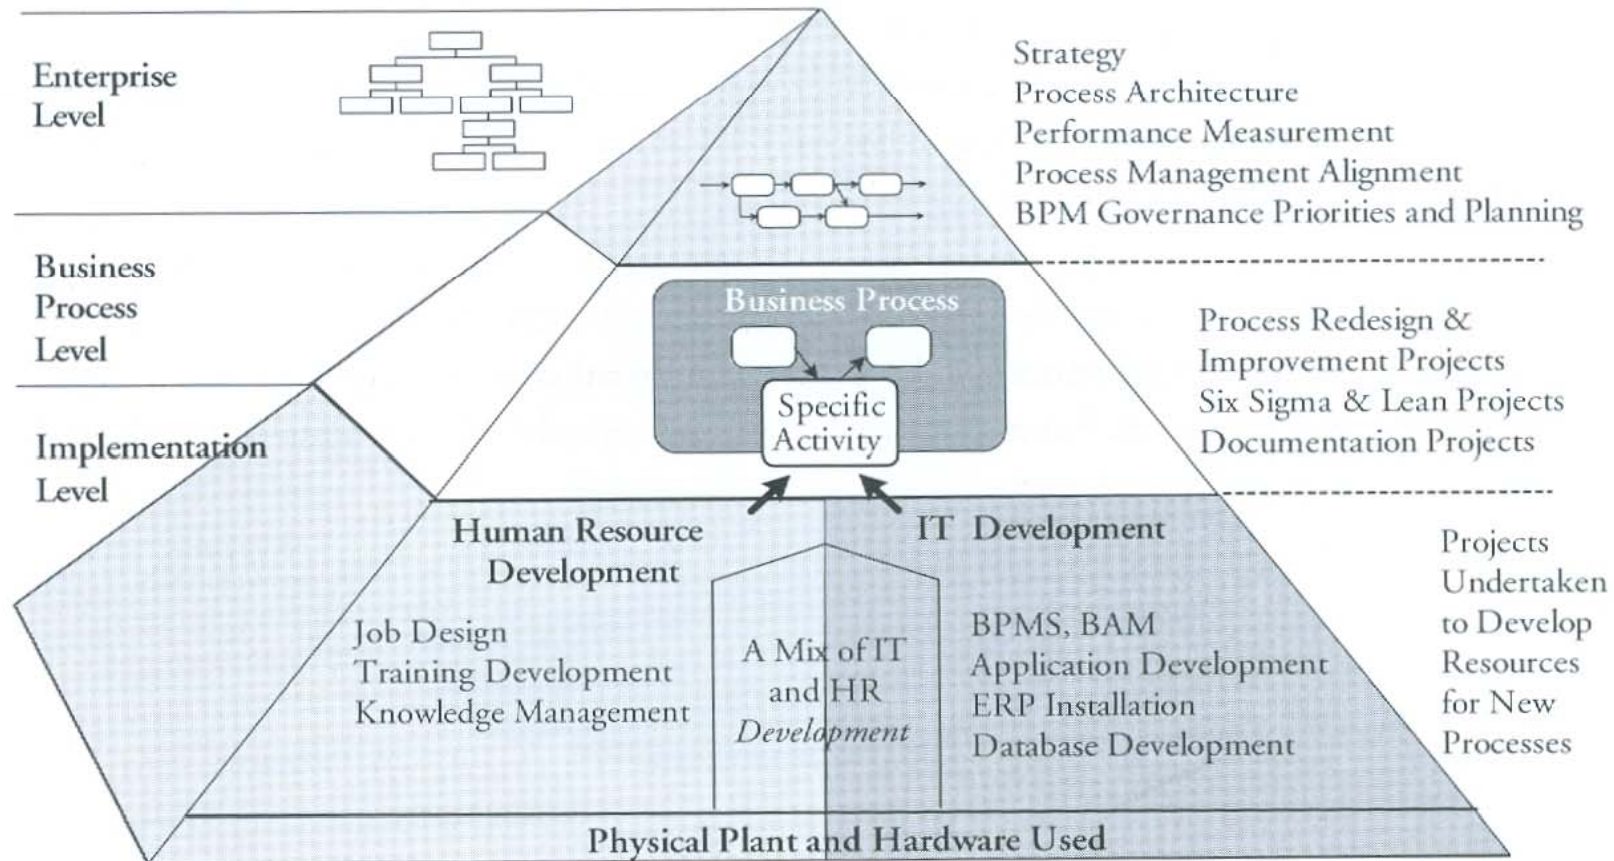 Enterprise
Level
Strategy
Process Architecture
Performance Measurement
Process Management Alignment
BPM Governance Priorities and Planning
Business
Process
Level
Business Process
Specific
Activity
Process Redesign &
Improvement Projects
Six Sigma & Lean Projects
Documentation Projects
Implementation
Level
Human Resource
Development
Job Design
Training Development
Knowledge Management
A Mix of IT
and HR
Development
IT Development
BPMS, BAM
Application Development
ERP Installation
Database Development
Projects
Undertaken
to Develop
Resources
for New
Processes
Physical Plant and Hardware Used